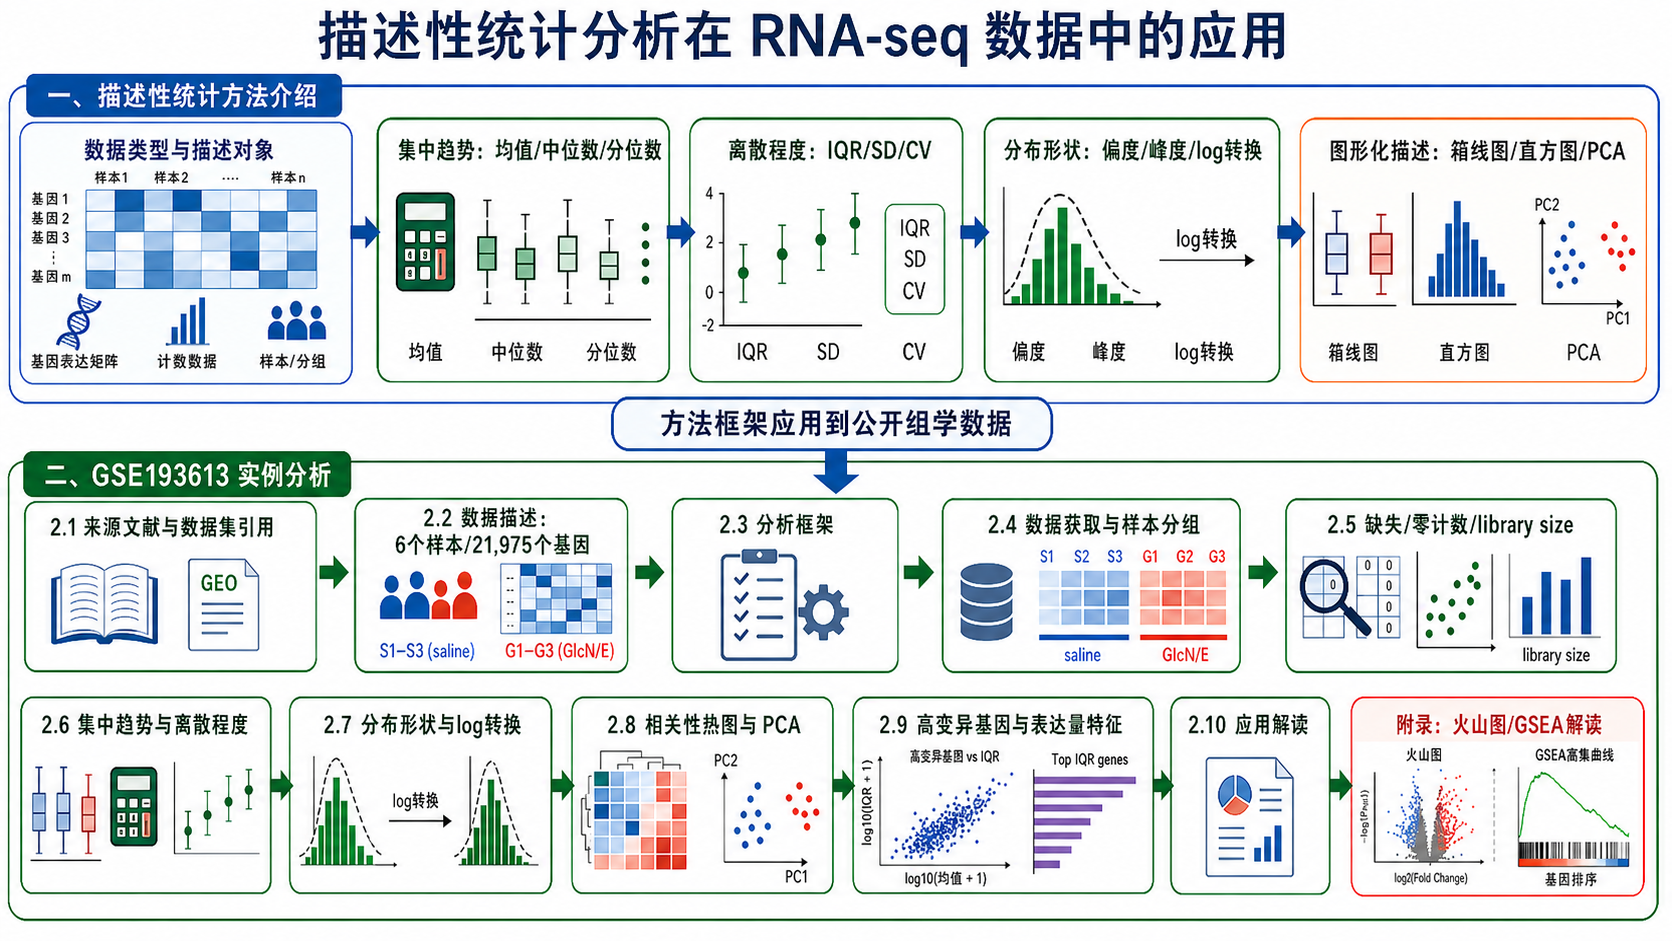 描述性统计分析在 RNA-seq 数据中的应用
一、描述性统计方法介绍
数据类型与描述对象
样本1 样本2 ···· 样本n
基因1
基因2
基因3
⋮
基因m
基因表达矩阵 计数数据 样本/分组
集中趋势：均值/中位数/分位数
均值 中位数 分位数
离散程度：IQR/SD/CV
4
2
0
-2
IQR
SD
CV
IQR SD CV
分布形状：偏度/峰度/log转换
log转换
偏度 峰度 log转换
图形化描述：箱线图/直方图/PCA
PC2
PC1
箱线图 直方图 PCA
方法框架应用到公开组学数据
二、GSE193613 实例分析
2.1 来源文献与数据集引用
GEO
2.2 数据描述：
6个样本/21,975个基因
S1–S3 (saline) G1–G3 (GlcN/E)
2.3 分析框架
2.4 数据获取与样本分组
S1 S2 S3 G1 G2 G3
saline GlcN/E
2.5 缺失/零计数/library size
0 0 0
0
0
library size
2.6 集中趋势与离散程度
2.7 分布形状与log转换
log转换
2.8 相关性热图与 PCA
PC2
PC1
2.9 高变异基因与表达量特征
高变异基因 vs IQR
log10(IQR + 1)
log10(均值 + 1)
Top IQR genes
2.10 应用解读
附录：火山图/GSEA解读
火山图
log2(Fold Change)
GSEA高集曲线
基因排序